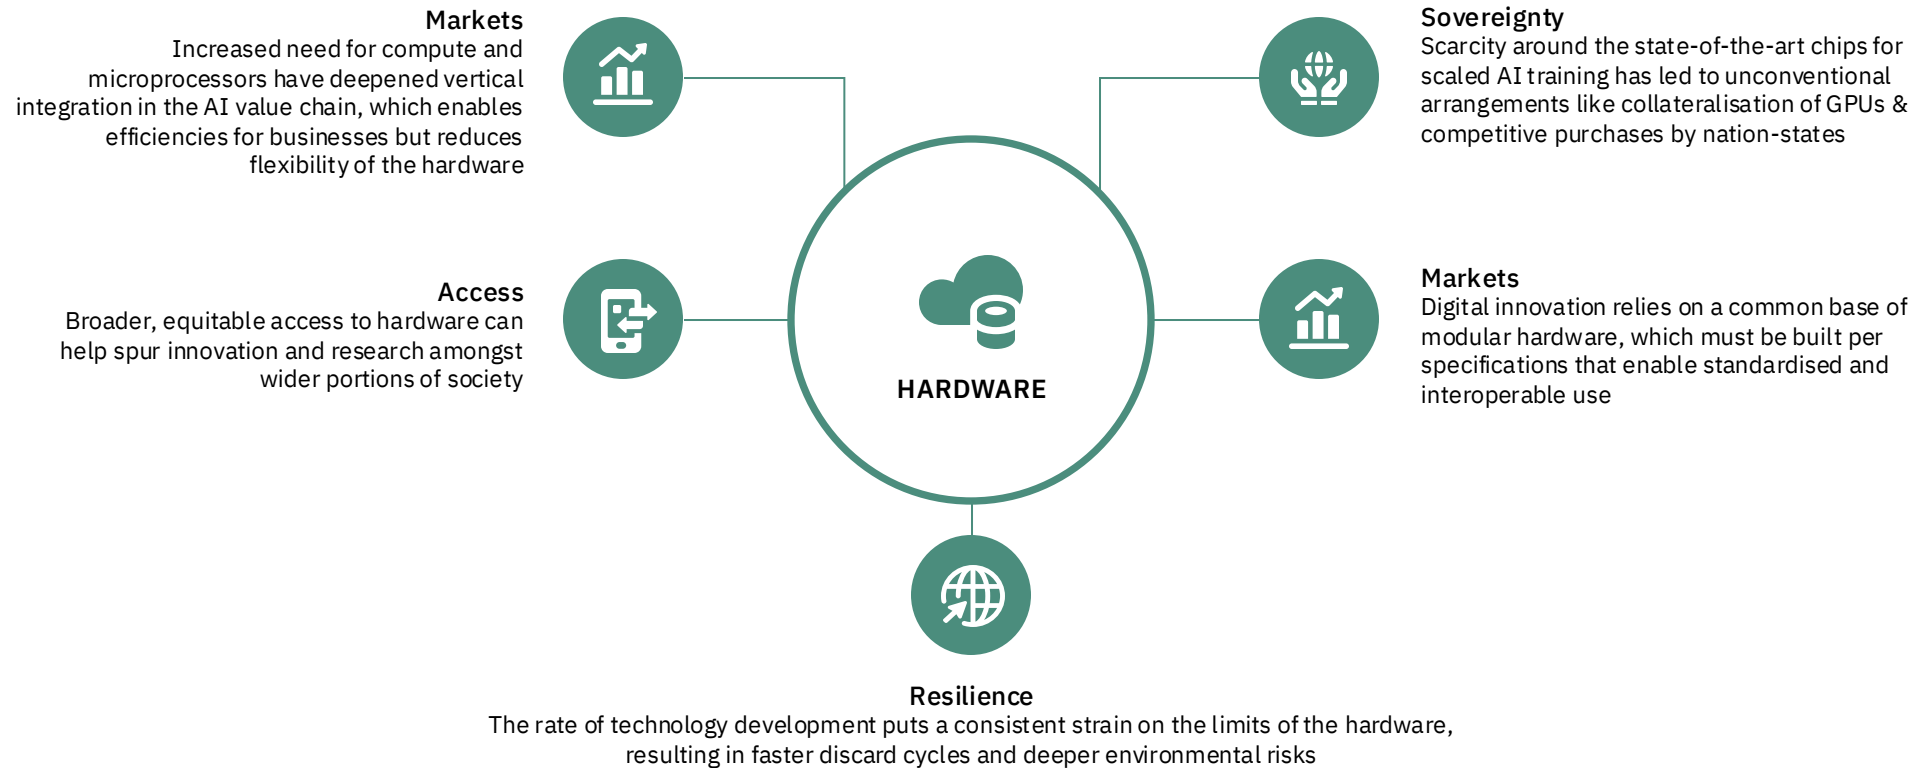 Markets
Increased need for compute and
microprocessors have deepened vertical
integration in the AI value chain, which enables
efficiencies for businesses but reduces
flexibility of the hardware
Access
Broader, equitable access to hardware can
help spur innovation and research amongst
wider portions of society
HARDWARE
Sovereignty
Scarcity around the state-of-the-art chips for
scaled AI training has led to unconventional
arrangements like collateralisation of GPUs &
competitive purchases by nation-states
Markets
Digital innovation relies on a common base of
modular hardware, which must be built per
specifications that enable standardised and
interoperable use
Resilience
The rate of technology development puts a consistent strain on the limits of the hardware,
resulting in faster discard cycles and deeper environmental risks